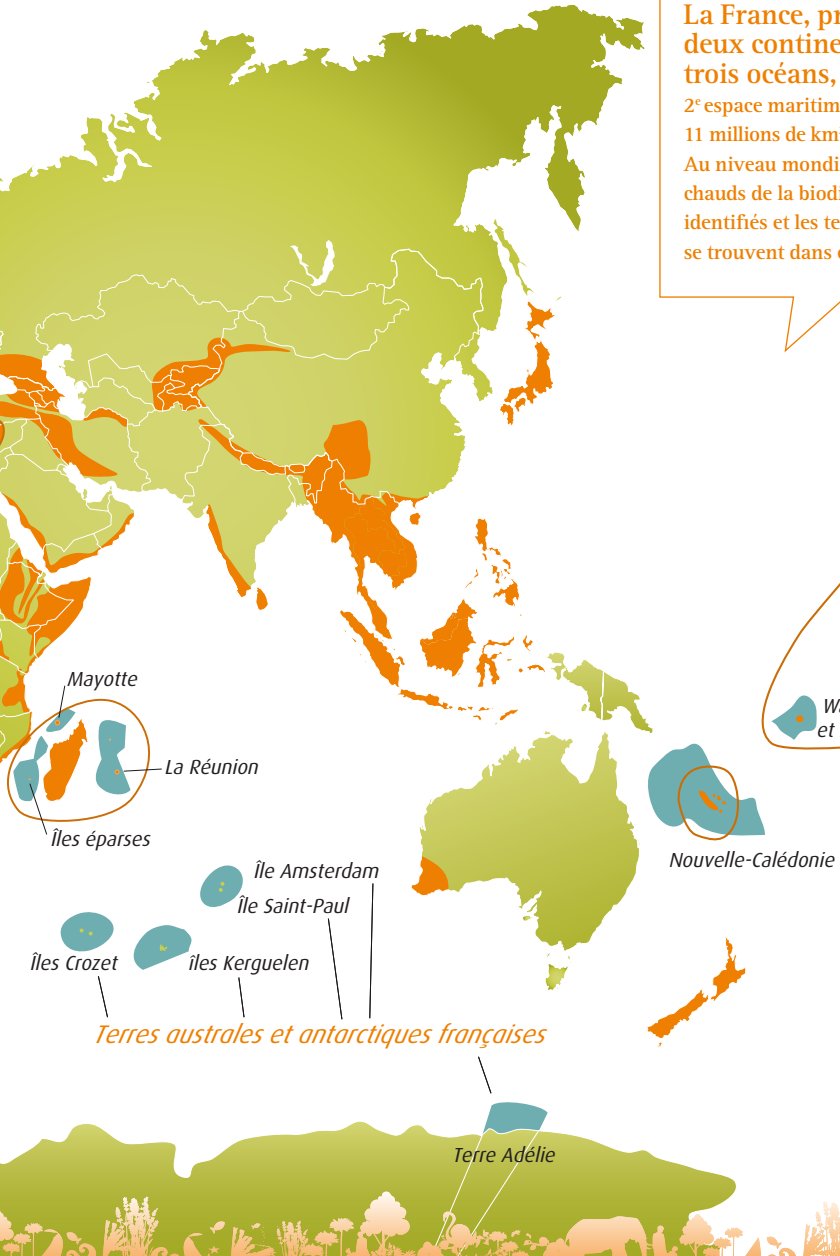 La France, pr
deux contine
trois océans,
2e espace maritim
11 millions de km
Au niveau mondi
chauds de la biodi
identifiés et les te
se trouvent dans
Mayotte
La Réunion
Îles éparses
et
Nouvelle-Calédonie
Île Amsterdam
Île Saint-Paul
Îles Crozet
îles Kerguelen
Terres australes et antarctiques françaises
Terre Adélie